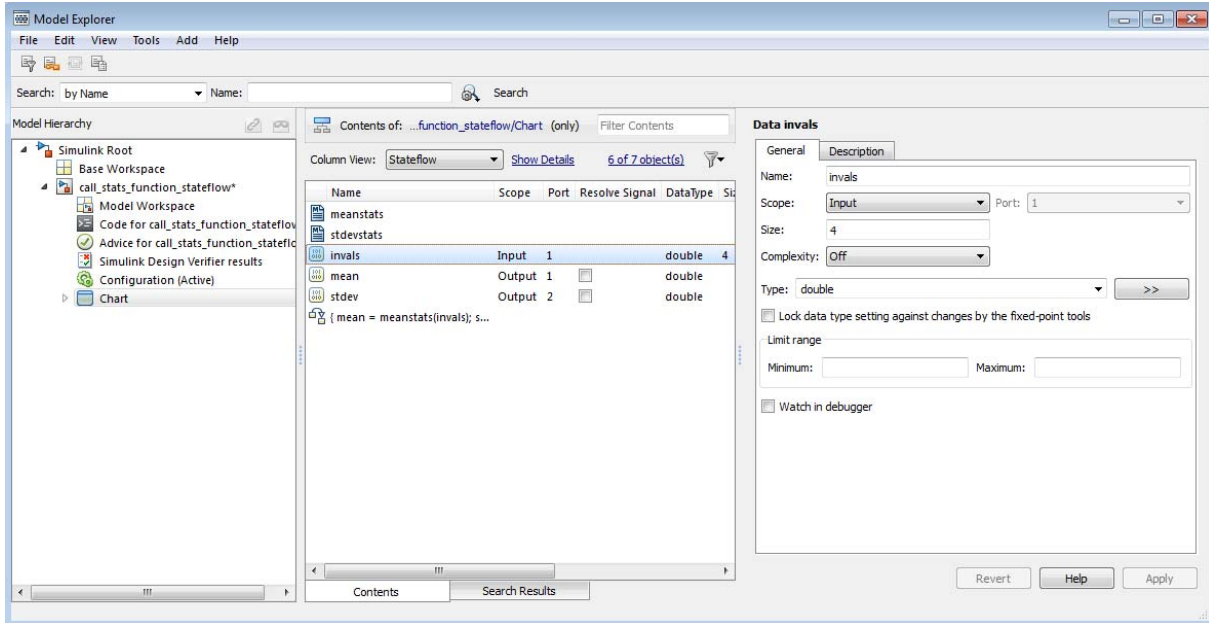 Model Explorer
File Edit View Tools Add Help
Search: by Name Name: Search
Model Hierarchy
Simulink Root
Base Workspace
call_stats_function_stateflow*
Model Workspace
Code for call_stats_function_stateflow
Advice for call_stats_function_stateflo
Simulink Design Verifier results
Configuration (Active)
Chart
Contents of: ...function_stateflow/Chart (only) Filter Contents
Column View: Stateflow Show Details 6 of 7 object(s)
Name Scope Port Resolve Signal DataType Siz
meanstats
stdevstats
invals Input 1 double 4
mean Output 1 double
stdev Output 2 double
{ mean = meanstats(invals); s...
Contents Search Results
Data invals
General Description
Name: invals
Scope: Input Port: 1
Size: 4
Complexity: Off
Type: double >>
Lock data type setting against changes by the fixed-point tools
Limit range
Minimum: Maximum:
Watch in debugger
Revert Help Apply